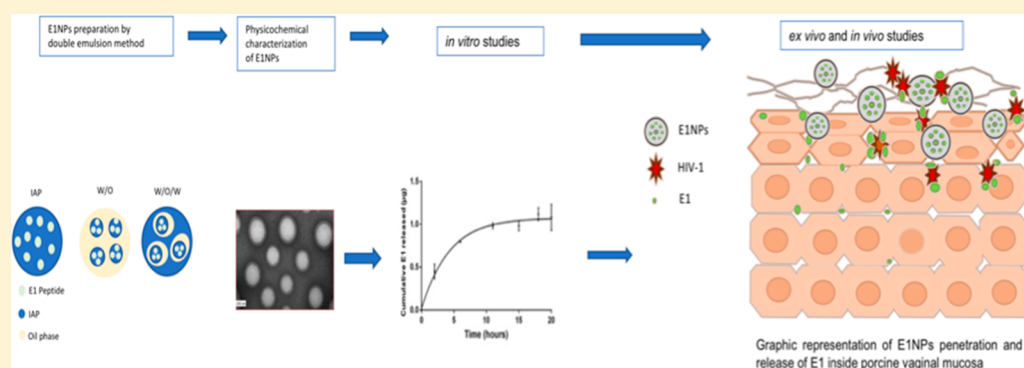 E1NPs preparation by
double emulsion method
Physicochemical
characterization
of E1NPs
in vitro studies
ex vivo and in vivo studies
IAP
W/O
W/O/W
E1 Peptide
IAP
Oil phase
Cumulative E1 released (µg)
1.5
1.0
0.5
0.0
0
5
10
15
20
Time (hours)
E1NPs
HIV-1
E1
Graphic representation of E1NPs penetration and
release of E1 inside porcine vaginal mucosa